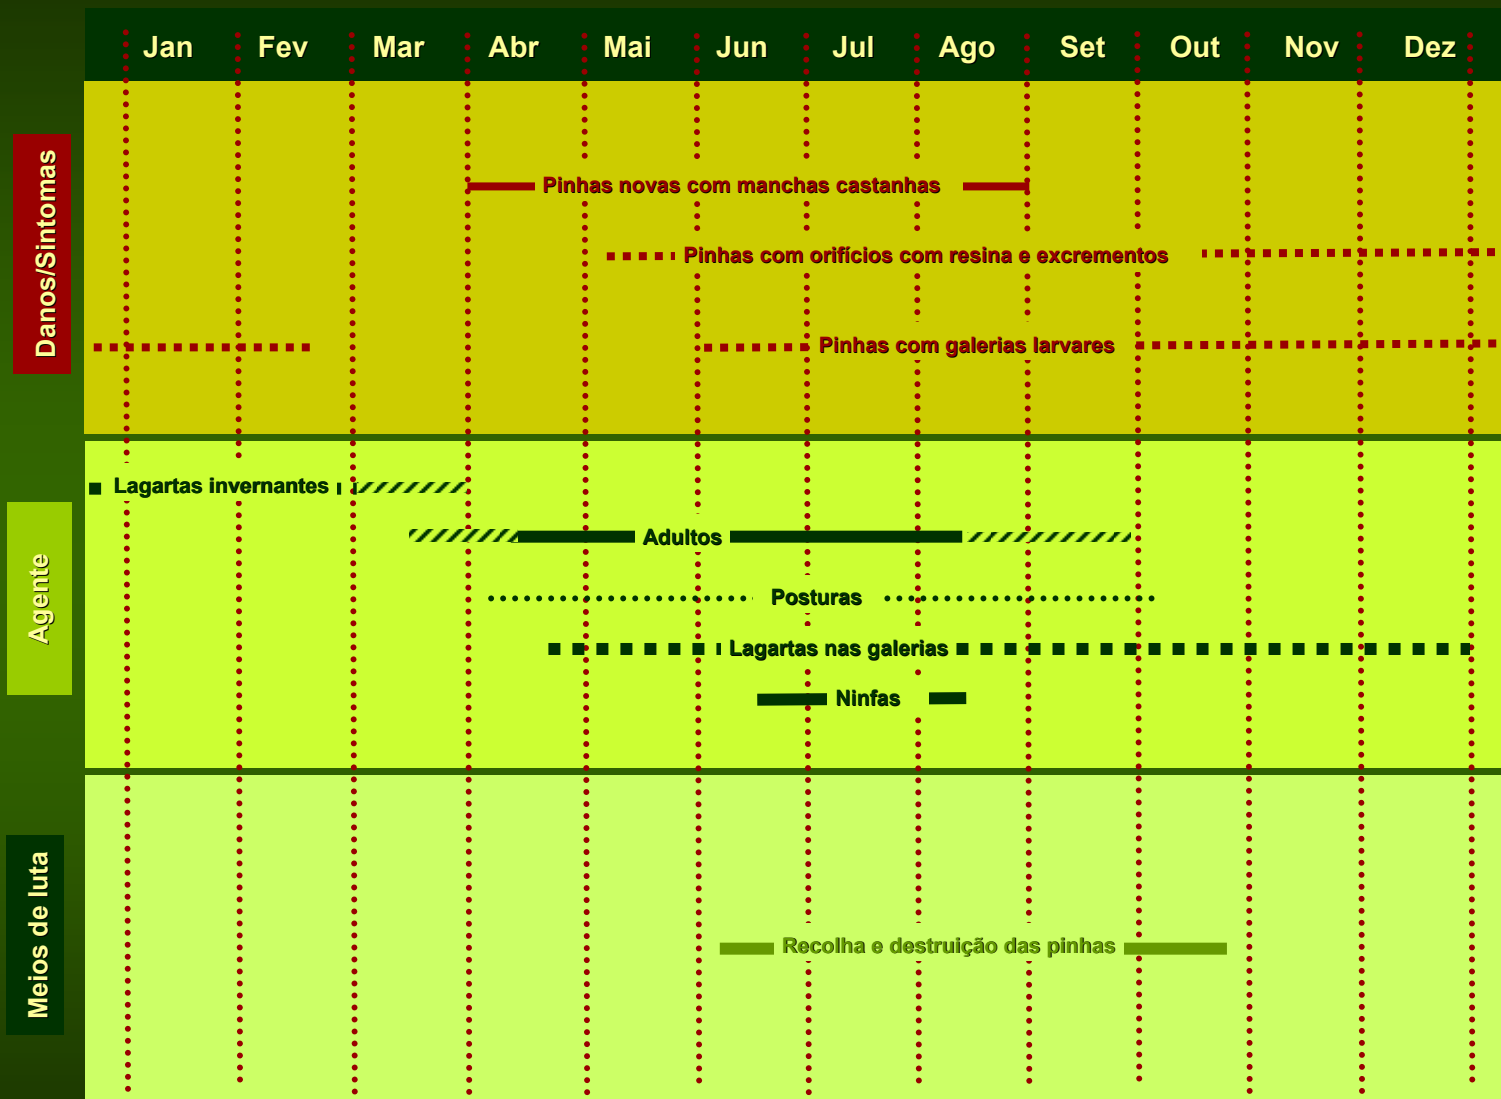 Jan Fev Mar Abr Mai Jun Jul Ago Set Out Nov Dez
Danos/Sintomas
Pinhas novas com manchas castanhas
Pinhas com orifícios com resina e excrementos
Pinhas com galerias larvares
Agente
Lagartas invernantes
Adultos
Posturas
Lagartas nas galerias
Ninfas
Meios de luta
Recolha e destruição das pinhas